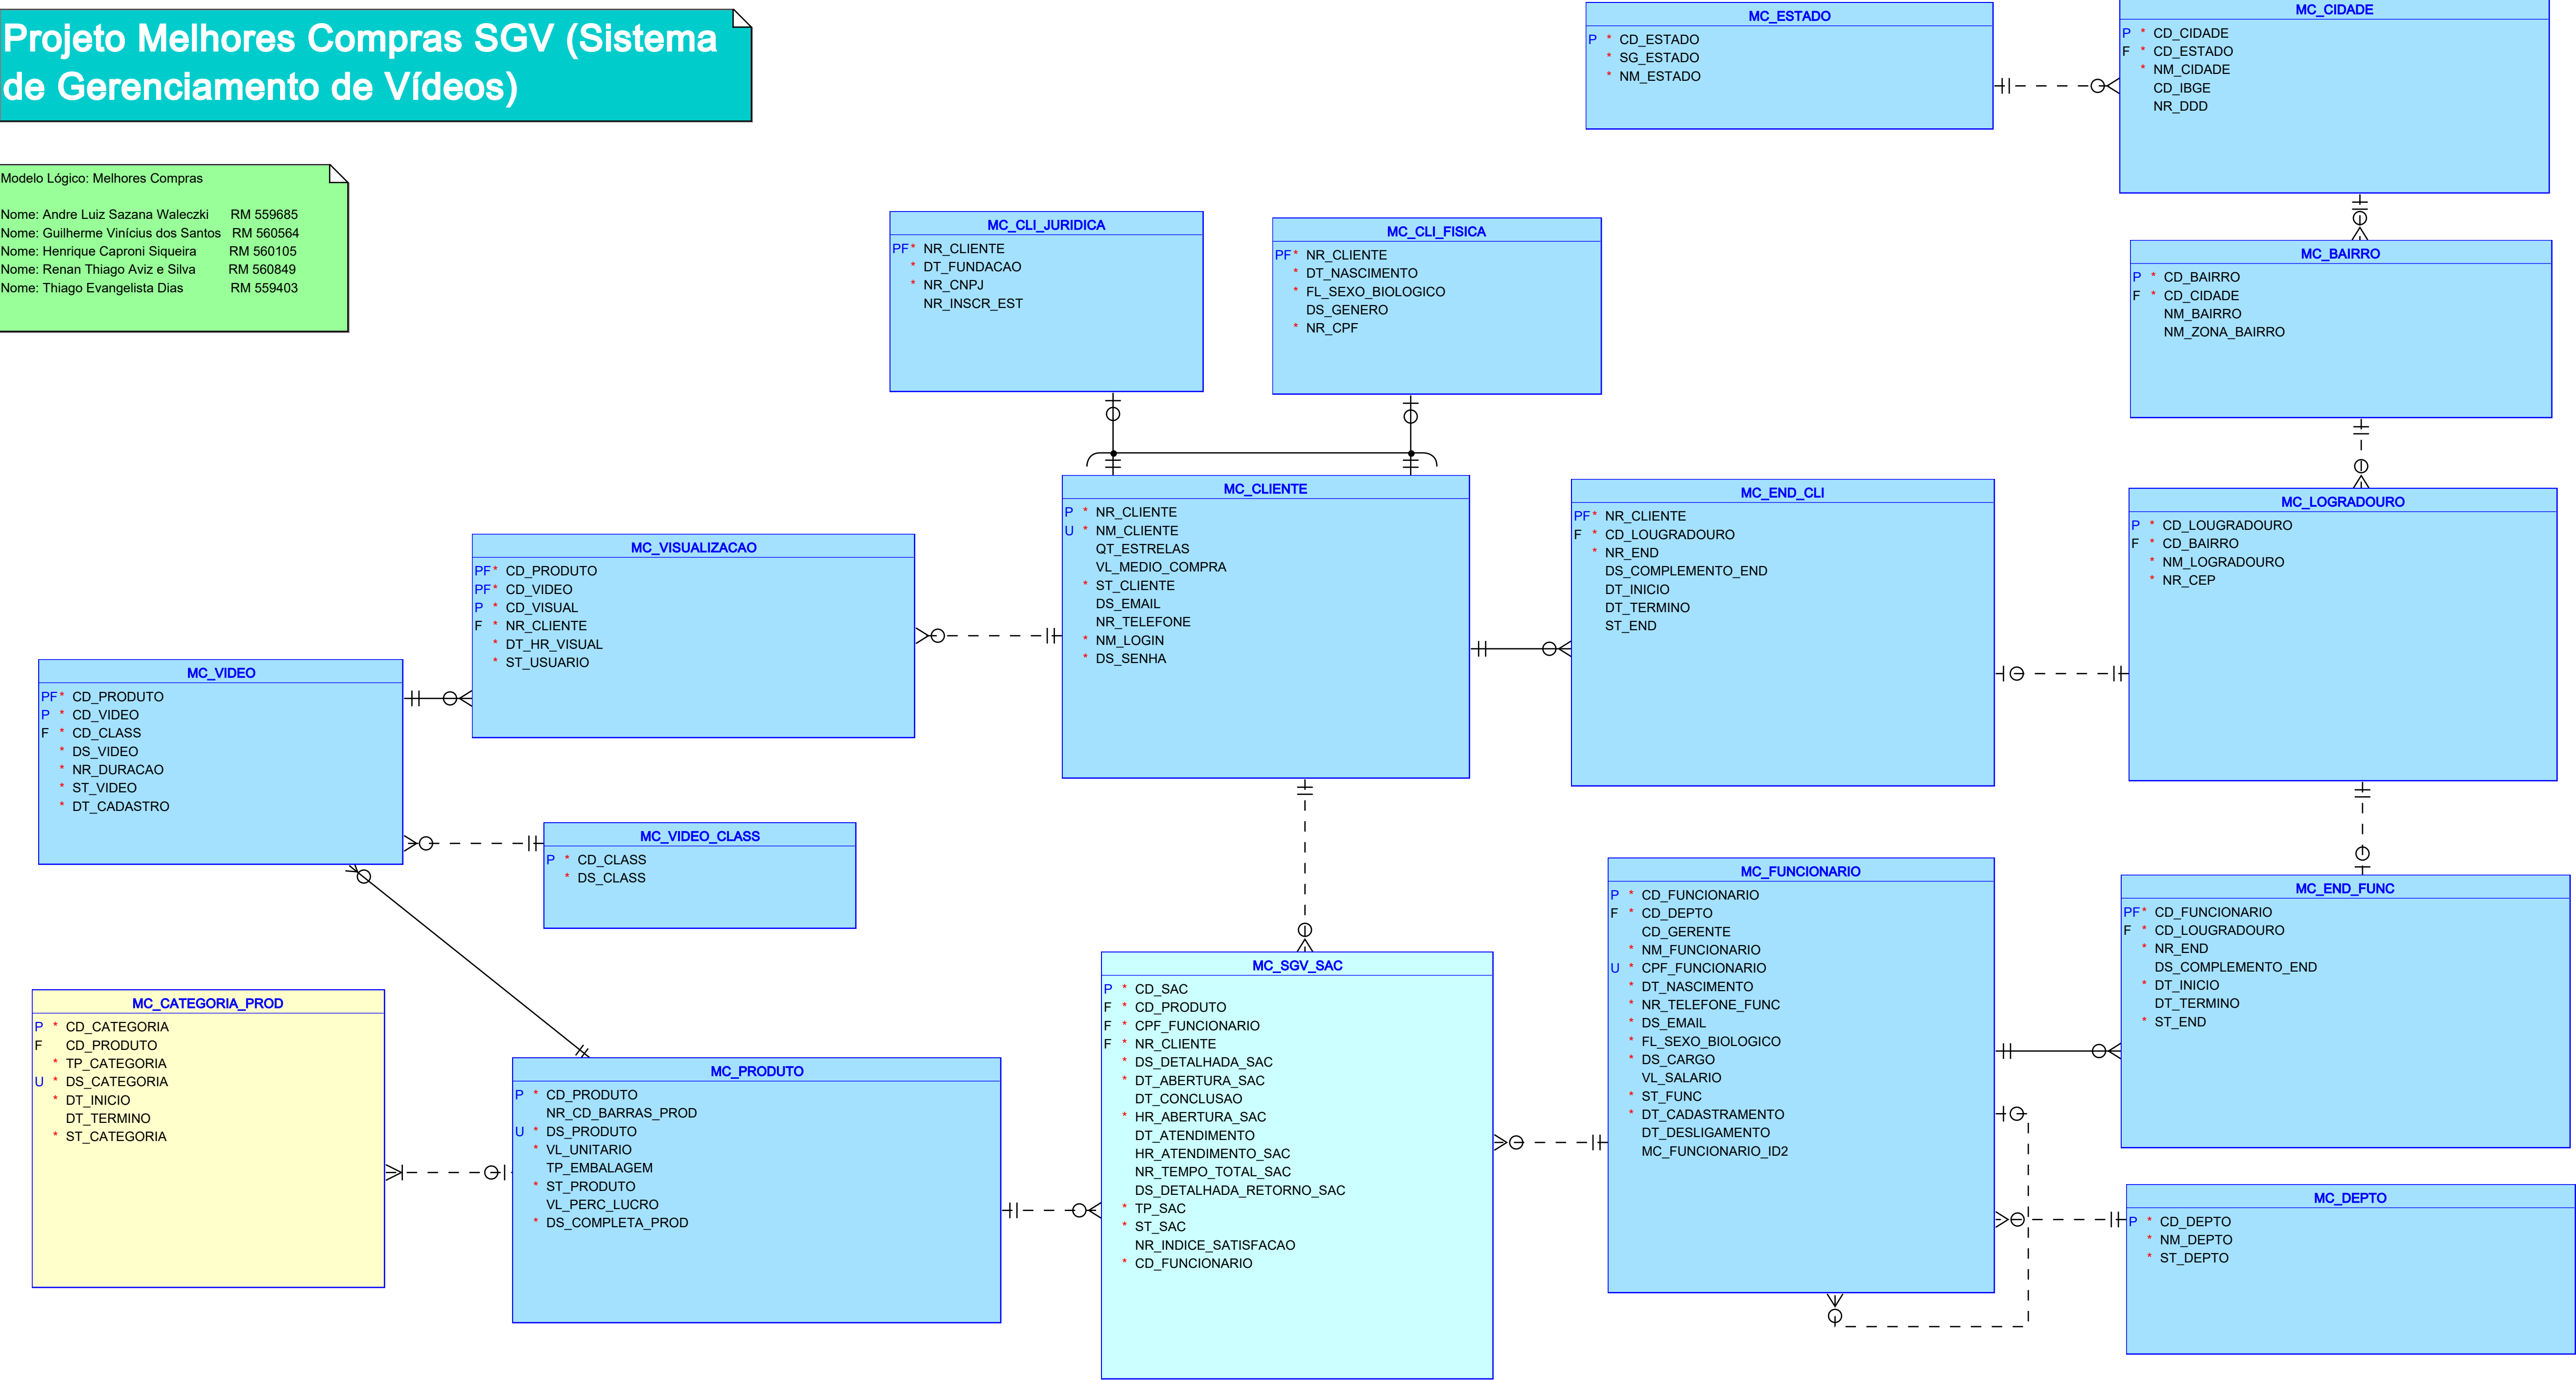 Projeto Melhores Compras SGV (Sistema
de Gerenciamento de Vídeos)
Modelo Lógico: Melhores Compras
Nome: Andre Luiz Sazana Waleczki RM 559685
Nome: Guilherme Vinícius dos Santos RM 560564
Nome: Henrique Caproni Siqueira RM 560105
Nome: Renan Thiago Aviz e Silva RM 560849
Nome: Thiago Evangelista Dias RM 559403
MC_ESTADO
P * CD_ESTADO
* SG_ESTADO
* NM_ESTADO
MC_CIDADE
P * CD_CIDADE
F * CD_ESTADO
* NM_CIDADE
CD_IBGE
NR_DDD
MC_CLI_JURIDICA
PF * NR_CLIENTE
* DT_FUNDACAO
* NR_CNPJ
NR_INSCR_EST
MC_CLI_FISICA
PF * NR_CLIENTE
* DT_NASCIMENTO
* FL_SEXO_BIOLOGICO
DS_GENERO
* NR_CPF
MC_BAIRRO
P * CD_BAIRRO
F * CD_CIDADE
NM_BAIRRO
NM_ZONA_BAIRRO
MC_VISUALIZACAO
PF * CD_PRODUTO
PF * CD_VIDEO
P * CD_VISUAL
F * NR_CLIENTE
* DT_HR_VISUAL
* ST_USUARIO
MC_CLIENTE
P * NR_CLIENTE
U * NM_CLIENTE
QT_ESTRELAS
VL_MEDIO_COMPRA
* ST_CLIENTE
DS_EMAIL
NR_TELEFONE
* NM_LOGIN
* DS_SENHA
MC_END_CLI
PF * NR_CLIENTE
F * CD_LOUGRADOURO
* NR_END
DS_COMPLEMENTO_END
DT_INICIO
DT_TERMINO
ST_END
MC_LOGRADOURO
P * CD_LOUGRADOURO
F * CD_BAIRRO
* NM_LOGRADOURO
* NR_CEP
MC_VIDEO
PF * CD_PRODUTO
P * CD_VIDEO
F * CD_CLASS
* DS_VIDEO
* NR_DURACAO
* ST_VIDEO
* DT_CADASTRO
MC_VIDEO_CLASS
P * CD_CLASS
* DS_CLASS
MC_CATEGORIA_PROD
P * CD_CATEGORIA
F CD_PRODUTO
* TP_CATEGORIA
U * DS_CATEGORIA
* DT_INICIO
DT_TERMINO
* ST_CATEGORIA
MC_PRODUTO
P * CD_PRODUTO
NR_CD_BARRAS_PROD
U * DS_PRODUTO
* VL_UNITARIO
TP_EMBALAGEM
* ST_PRODUTO
VL_PERC_LUCRO
* DS_COMPLETA_PROD
MC_SGV_SAC
P * CD_SAC
F * CD_PRODUTO
F * CPF_FUNCIONARIO
F * NR_CLIENTE
* DS_DETALHADA_SAC
* DT_ABERTURA_SAC
DT_CONCLUSAO
* HR_ABERTURA_SAC
DT_ATENDIMENTO
HR_ATENDIMENTO_SAC
NR_TEMPO_TOTAL_SAC
DS_DETALHADA_RETORNO_SAC
* TP_SAC
* ST_SAC
NR_INDICE_SATISFACAO
* CD_FUNCIONARIO
MC_FUNCIONARIO
P * CD_FUNCIONARIO
F * CD_DEPTO
CD_GERENTE
* NM_FUNCIONARIO
U * CPF_FUNCIONARIO
* DT_NASCIMENTO
* NR_TELEFONE_FUNC
* DS_EMAIL
* FL_SEXO_BIOLOGICO
* DS_CARGO
VL_SALARIO
* ST_FUNC
* DT_CADASTRAMENTO
DT_DESLIGAMENTO
MC_FUNCIONARIO_ID2
MC_END_FUNC
PF * CD_FUNCIONARIO
F * CD_LOUGRADOURO
* NR_END
DS_COMPLEMENTO_END
* DT_INICIO
DT_TERMINO
* ST_END
MC_DEPTO
P * CD_DEPTO
* NM_DEPTO
* ST_DEPTO